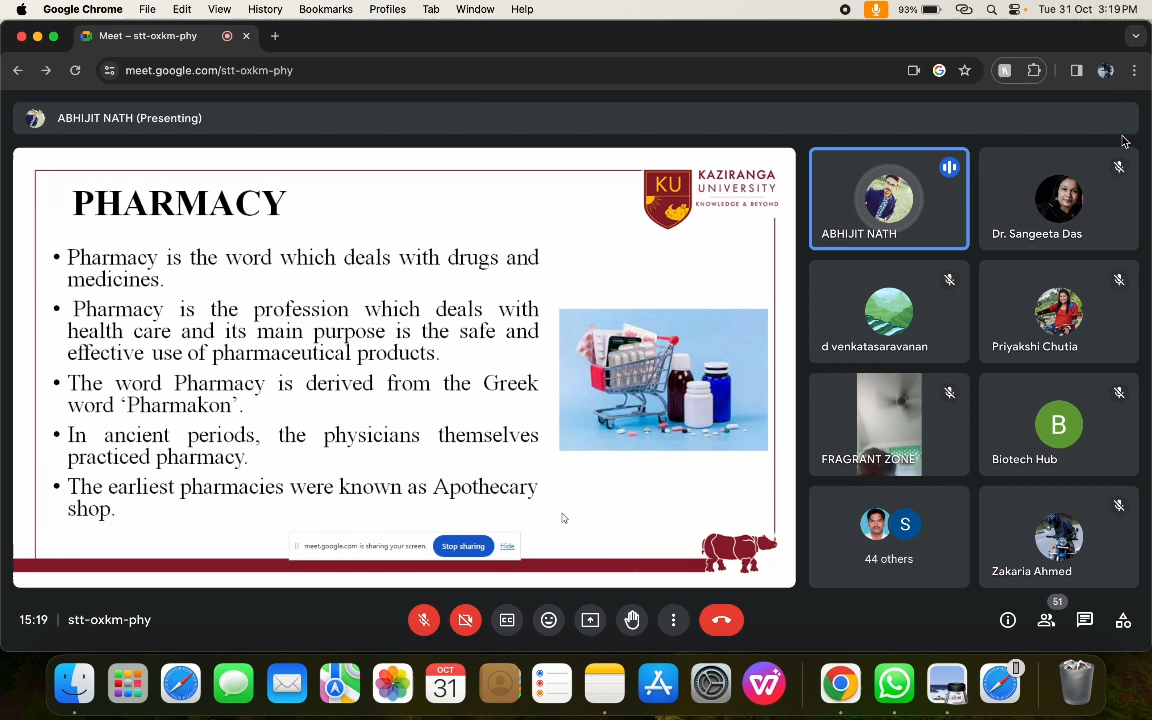 Google Chrome File Edit View History Bookmarks Profiles Tab Window Help 93% Tue 31 Oct 3:19 PM
Meet – stt-oxkm-phy
meet.google.com/stt-oxkm-phy
ABHIJIT NATH (Presenting)
PHARMACY
KU
KAZIRANGA
UNIVERSITY
KNOWLEDGE & BEYOND
• Pharmacy is the word which deals with drugs and
medicines.
• Pharmacy is the profession which deals with
health care and its main purpose is the safe and
effective use of pharmaceutical products.
• The word Pharmacy is derived from the Greek
word ‘Pharmakon’.
• In ancient periods, the physicians themselves
practiced pharmacy.
• The earliest pharmacies were known as Apothecary
shop.
meet.google.com is sharing your screen. Stop sharing Hide
ABHIJIT NATH
Dr. Sangeeta Das
d venkatasaravanan
Priyakshi Chutia
FRAGRANT ZONE
B
Biotech Hub
S
44 others
Zakaria Ahmed
15:19 | stt-oxkm-phy
51
OCT
31